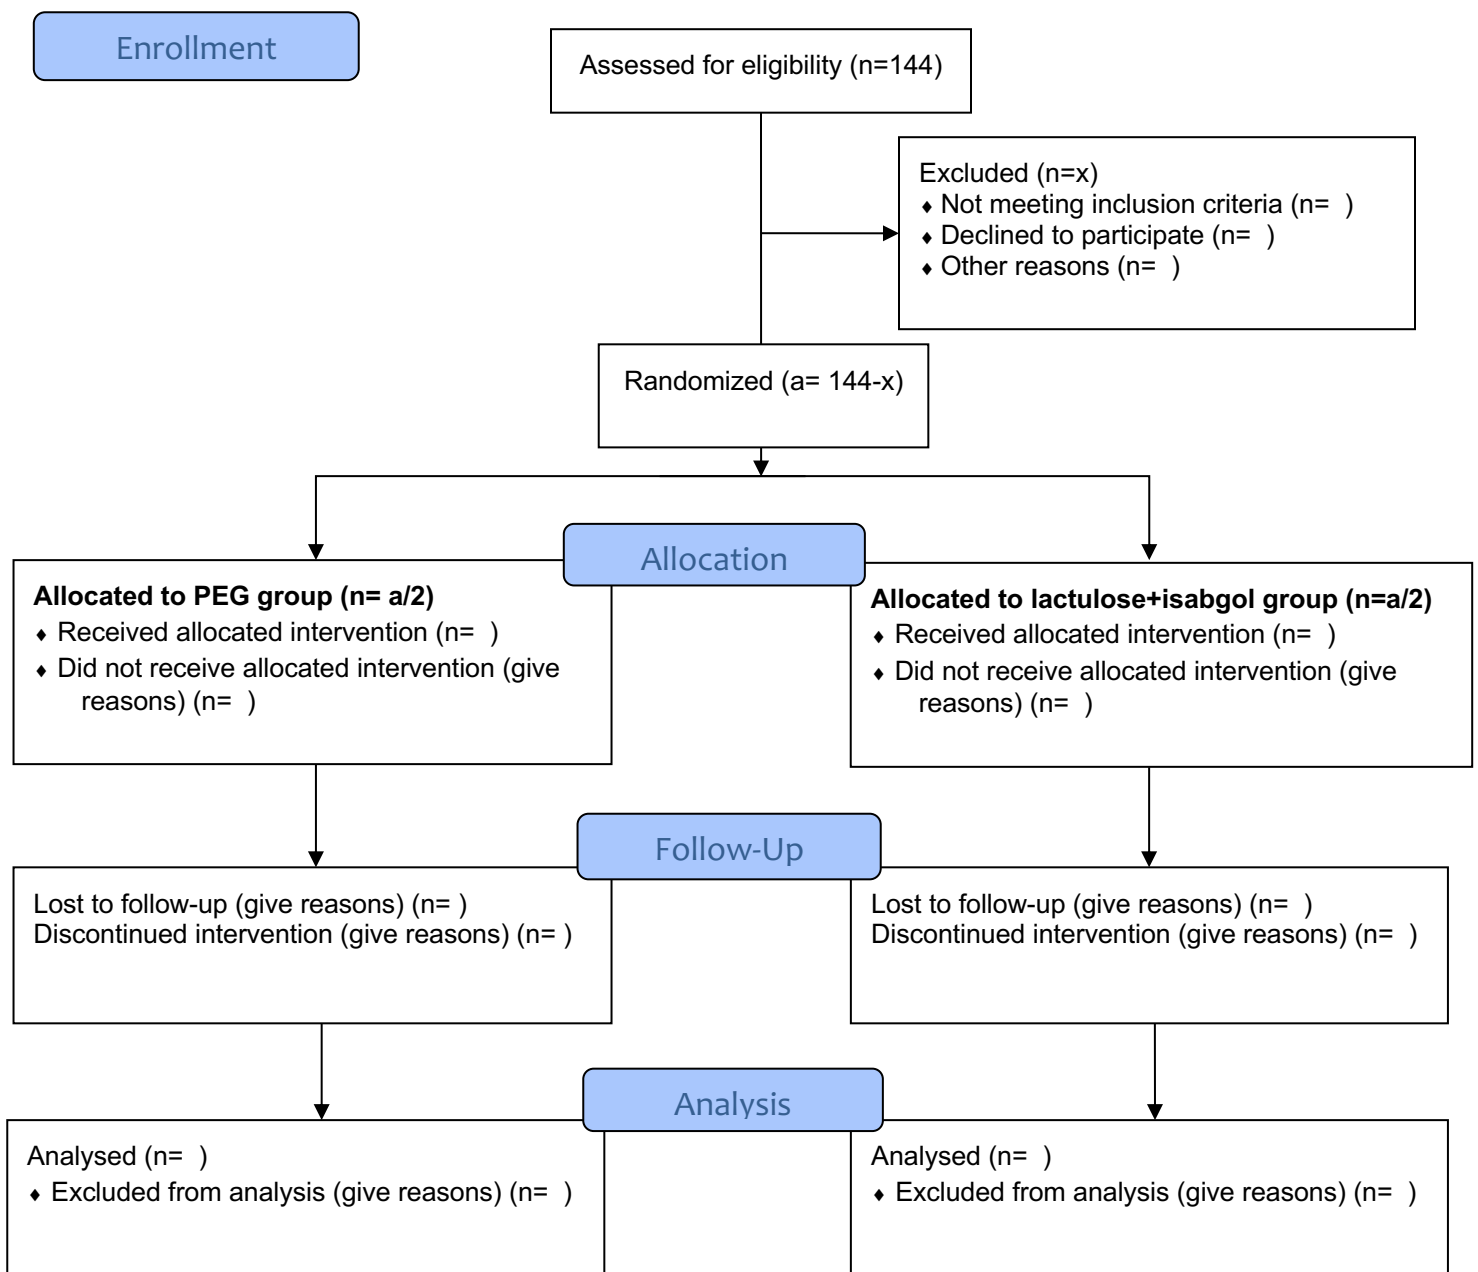 Enrollment
Assessed for eligibility (n=144)
Excluded (n=x)
♦ Not meeting inclusion criteria (n=  )
♦ Declined to participate (n=  )
♦ Other reasons (n=  )
Randomized (a= 144-x)
Allocation
Allocated to PEG group (n= a/2)
♦ Received allocated intervention (n=  )
♦ Did not receive allocated intervention (give
reasons) (n=  )
Allocated to lactulose+isabgol group (n=a/2)
♦ Received allocated intervention (n=  )
♦ Did not receive allocated intervention (give
reasons) (n=  )
Follow-Up
Lost to follow-up (give reasons) (n= )
Discontinued intervention (give reasons) (n= )
Lost to follow-up (give reasons) (n=  )
Discontinued intervention (give reasons) (n=  )
Analysis
Analysed (n=  )
♦ Excluded from analysis (give reasons) (n=  )
Analysed (n=  )
♦ Excluded from analysis (give reasons) (n=  )